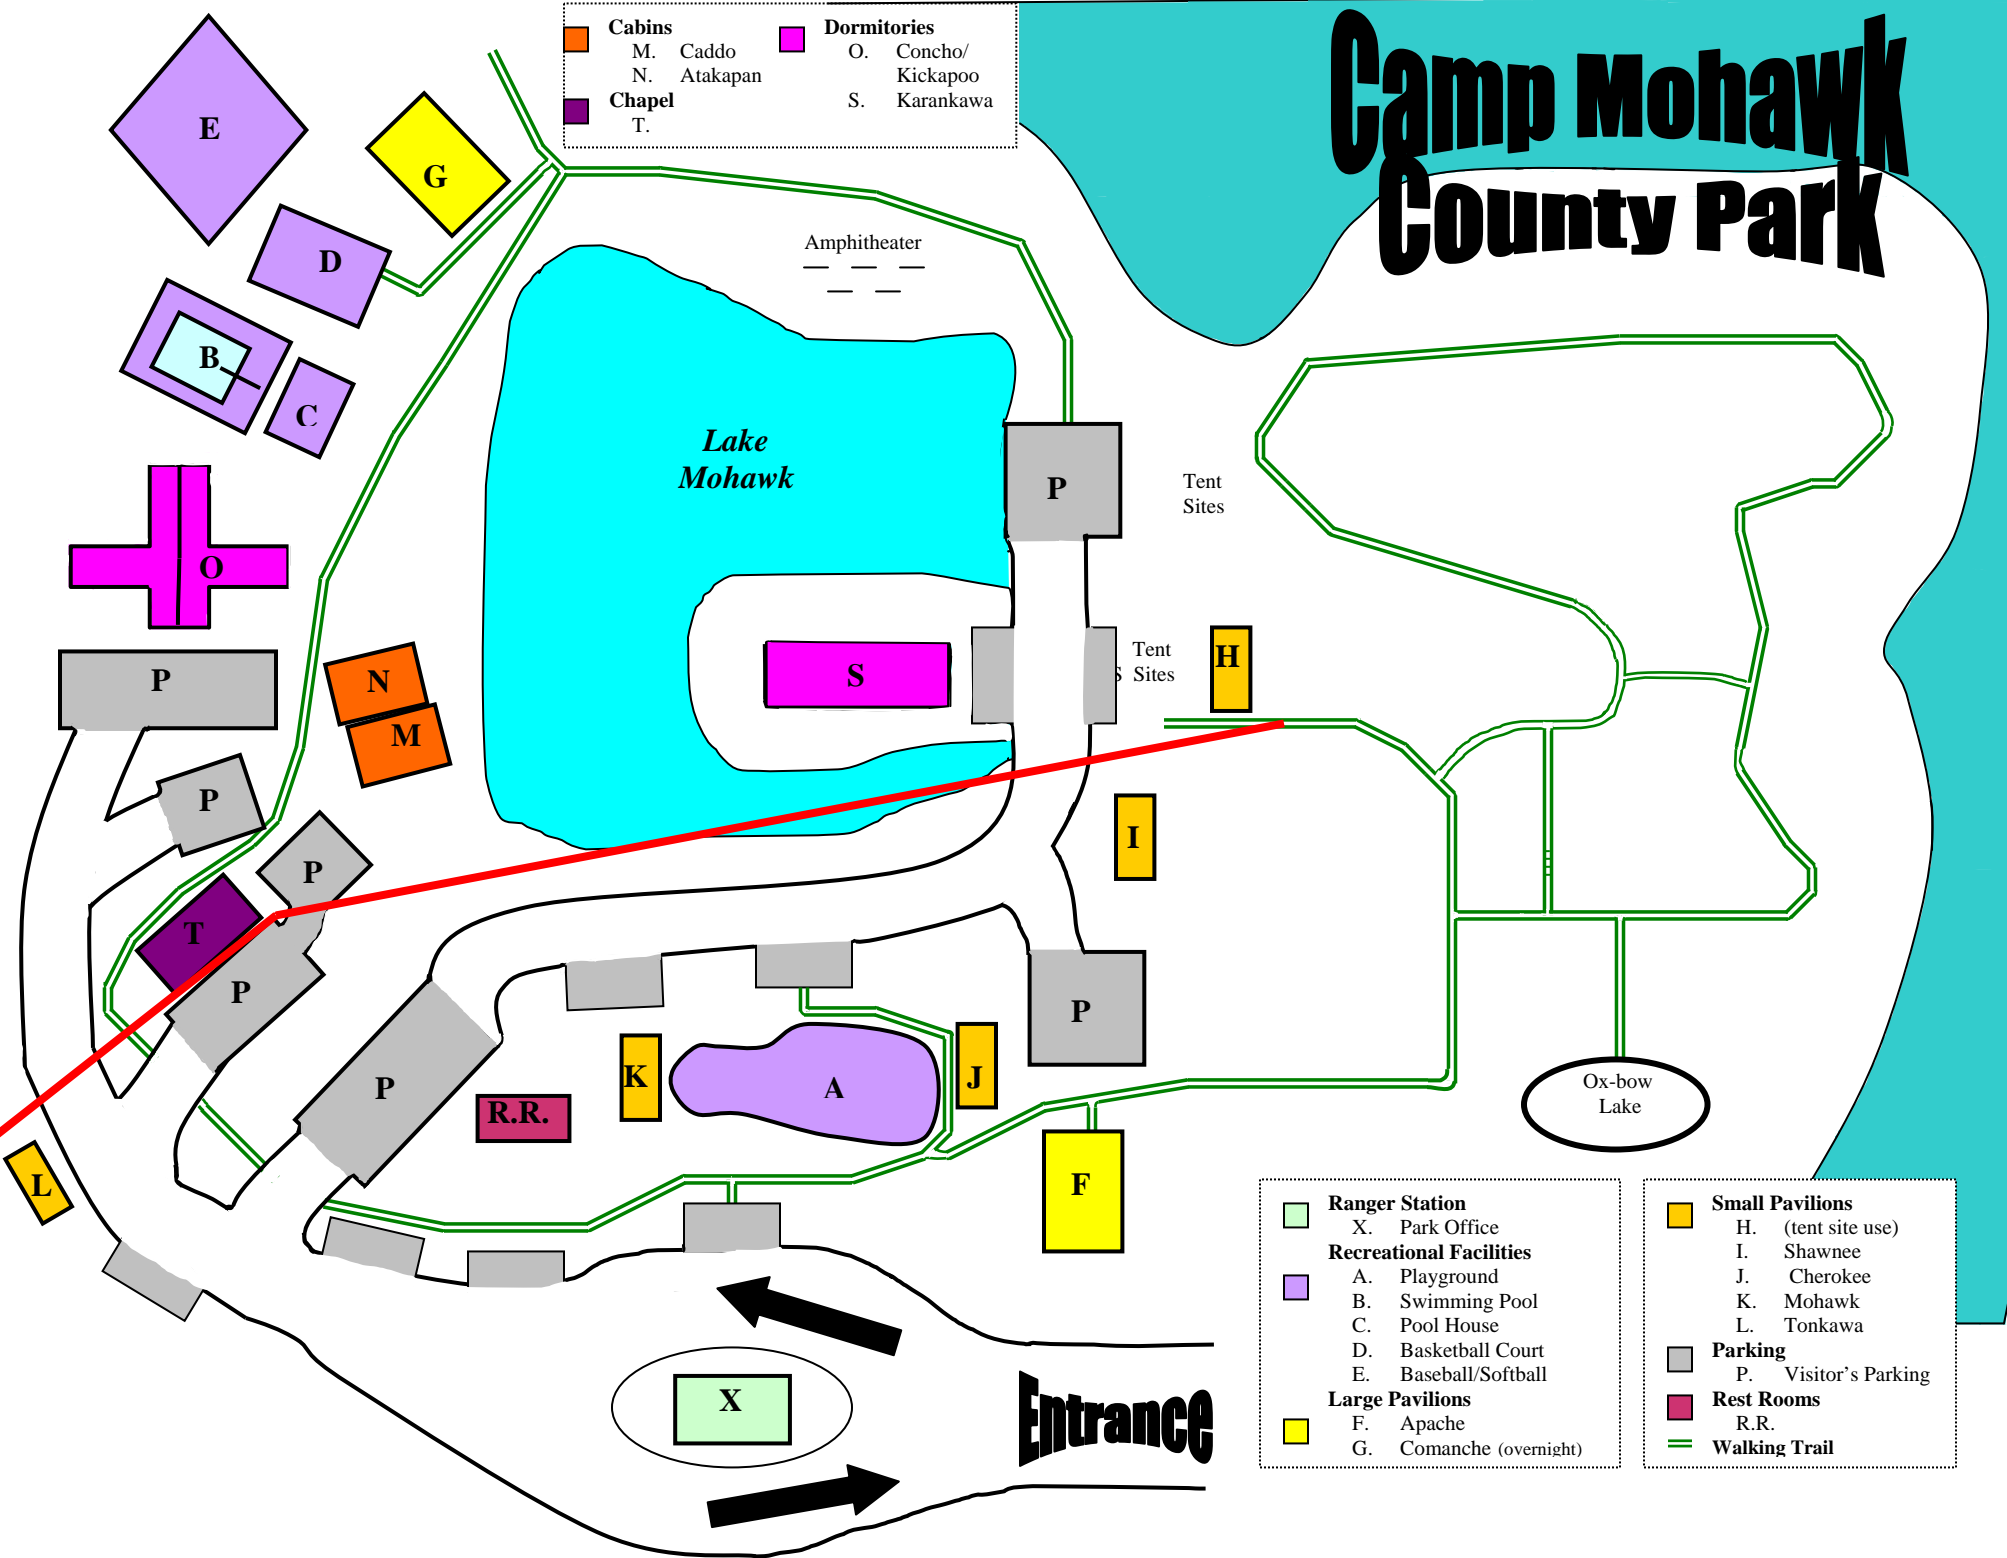 Camp Mohawk
County Park
Cabins
M. Caddo
N. Atakapan
Chapel
T.
Dormitories
O. Concho/
Kickapoo
S. Karankawa
E
G
D
B
C
Amphitheater
Lake
Mohawk
P
Tent
Sites
O
P
N
M
S
Tent
S Sites
H
P
P
I
T
P
P
P
K
A
J
P
R.R.
L
F
Ox-bow
Lake
X
Entrance
Ranger Station
X. Park Office
Recreational Facilities
A. Playground
B. Swimming Pool
C. Pool House
D. Basketball Court
E. Baseball/Softball
Large Pavilions
F. Apache
G. Comanche (overnight)
Small Pavilions
H. (tent site use)
I. Shawnee
J. Cherokee
K. Mohawk
L. Tonkawa
Parking
P. Visitor's Parking
Rest Rooms
R.R.
Walking Trail